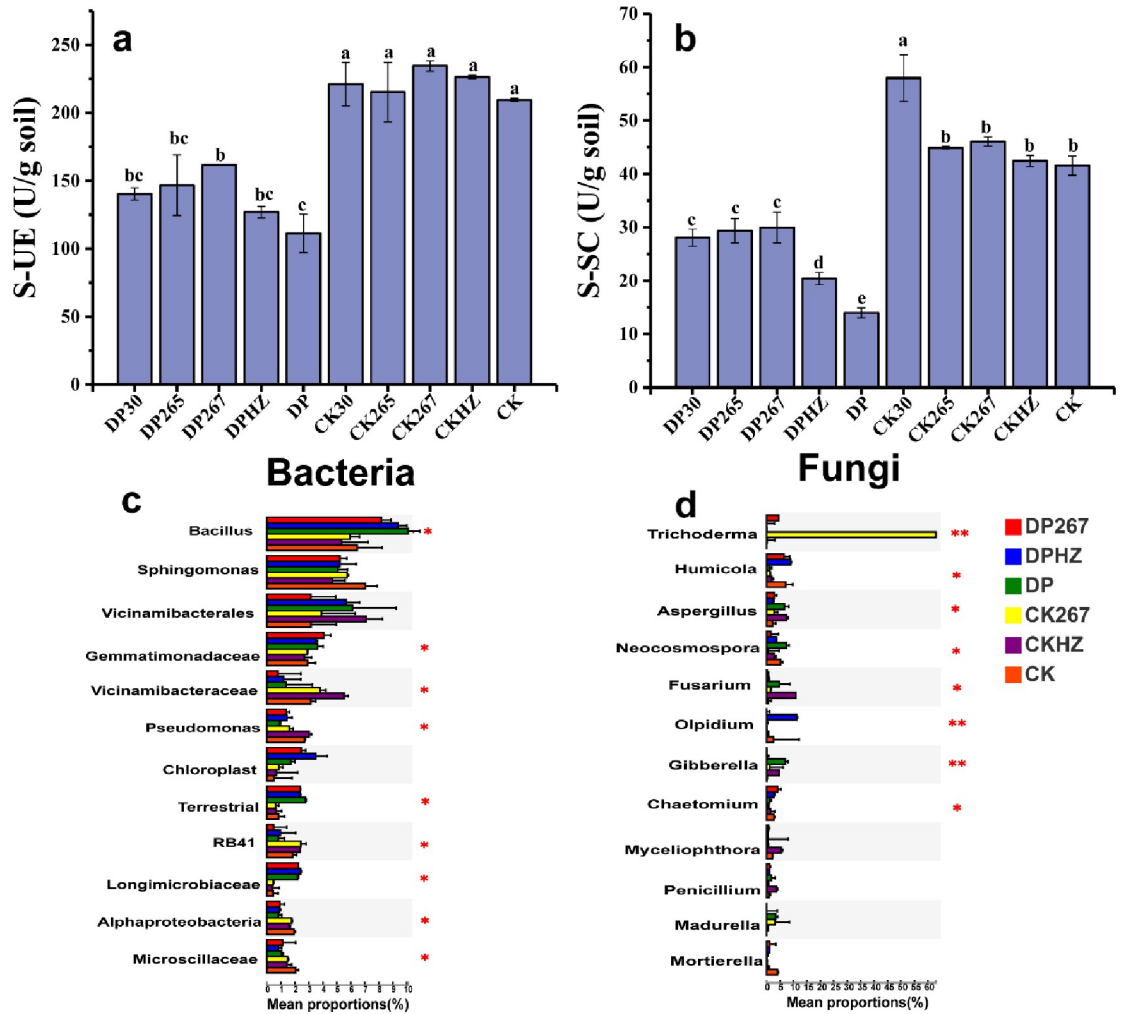 a
S-UE (U/g soil)
250
200
150
100
50
0
bc
bc
b
bc
c
a
a
a
a
a
DP30
DP265
DP267
DPHZ
DP
CK30
CK265
CK267
CKHZ
CK
b
S-SC (U/g soil)
70
60
50
40
30
20
10
0
c
c
c
d
e
a
b
b
b
b
DP30
DP265
DP267
DPHZ
DP
CK30
CK265
CK267
CKHZ
CK
Bacteria
c
Bacillus *
Sphingomonas
Vicinamibacterales
Gemmatimonadaceae *
Vicinamibacteraceae *
Pseudomonas *
Chloroplast
Terrestrial *
RB41 *
Longimicrobiaceae *
Alphaproteobacteria *
Microscillaceae *
0 1 2 3 4 5 6 7 8 9 10
Mean proportions(%)
Fungi
d
Trichoderma **
Humicola *
Aspergillus *
Neocosmospora *
Fusarium *
Olpidium **
Gibberella **
Chaetomium *
Myceliophthora
Penicillium
Madurella
Mortierella
0 5 10 15 20 25 30 35 40 45 50 55 60
Mean proportions(%)
DP267
DPHZ
DP
CK267
CKHZ
CK